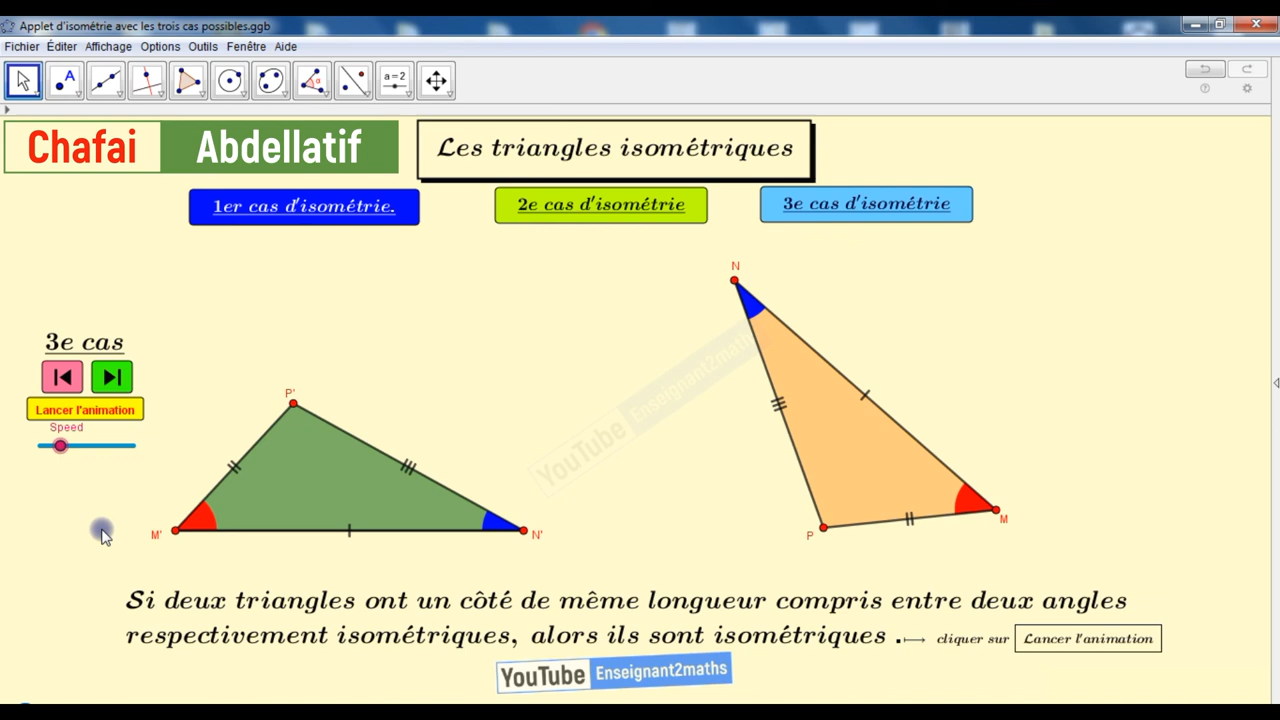 Applet d'isométrie avec les trois cas possibles.ggb
Fichier Éditer Affichage Options Outils Fenêtre Aide
A
α
a=2
Chafai Abdellatif
Les triangles isométriques
1er cas d'isométrie.
2e cas d'isométrie
3e cas d'isométrie
N
3e cas
Lancer l'animation
Speed
P'
YouTube Enseignant2maths
M'
N'
P
M
Si deux triangles ont un côté de même longueur compris entre deux angles
respectivement isométriques, alors ils sont isométriques .⟼ cliquer sur Lancer l'animation
YouTube Enseignant2maths